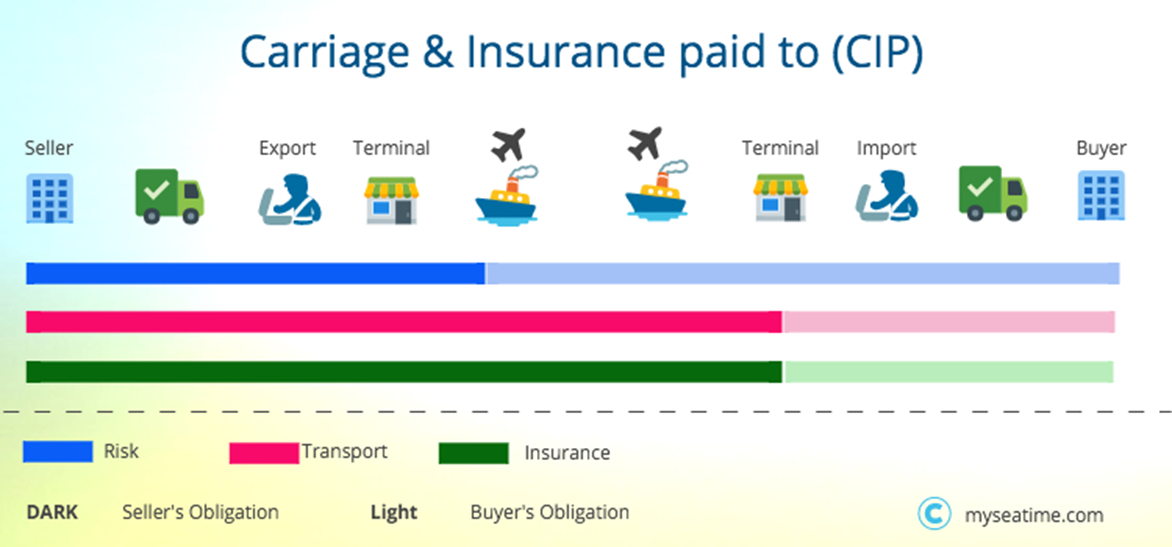 Carriage & Insurance paid to (CIP)
Seller Export Terminal Terminal Import Buyer
Risk Transport Insurance
DARK Seller's Obligation Light Buyer's Obligation
C myseatime.com